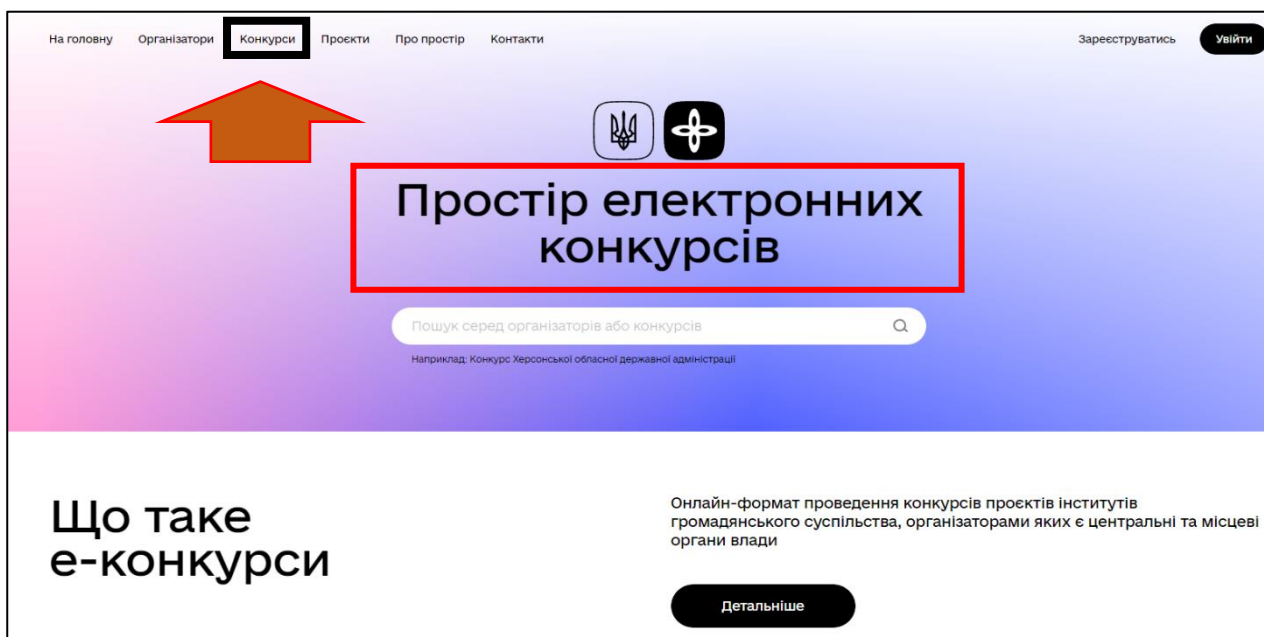 На головну Організатори Конкурси Проєкти Про простір Контакти Зареєструватись Увійти
Простір електронних
конкурсів
Пошук серед організаторів або конкурсів
Наприклад: Конкурс Херсонської обласної державної адміністрації
Що таке
е-конкурси
Онлайн-формат проведення конкурсів проєктів інститутів
громадянського суспільства, організаторами яких є центральні та місцеві
органи влади
Детальніше